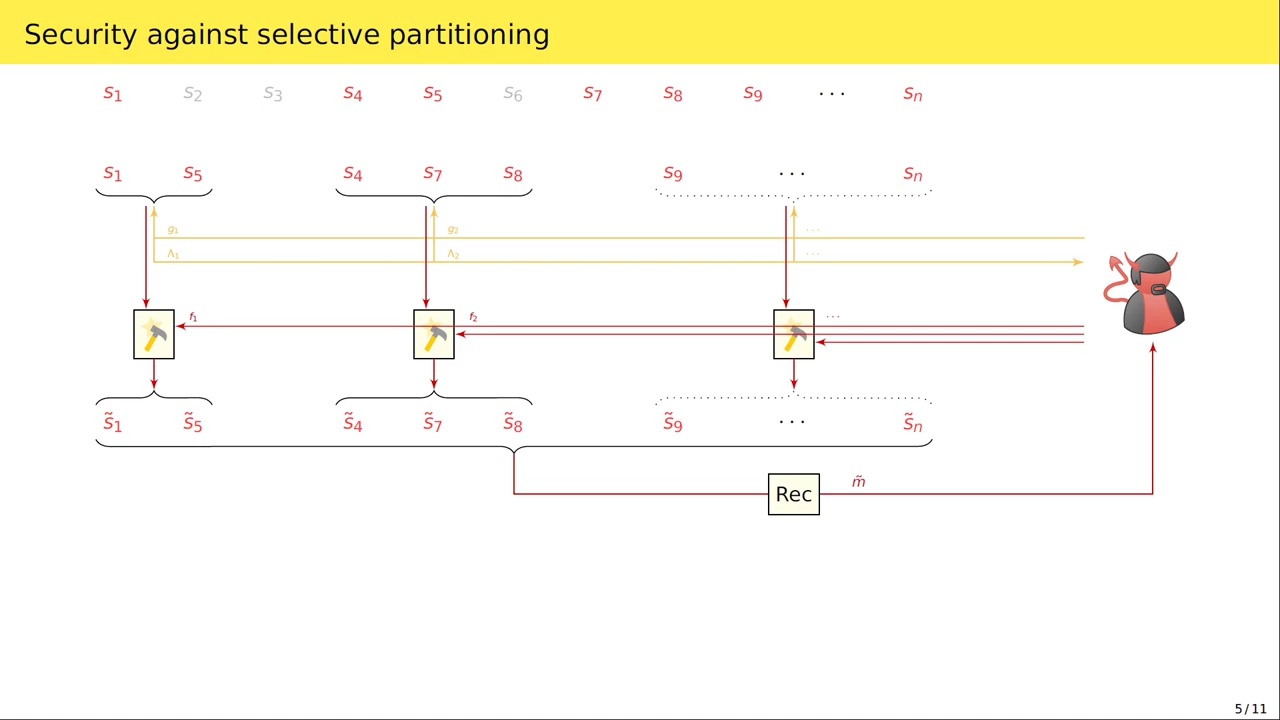 Security against selective partitioning
s₁ s₂ s₃ s₄ s₅ s₆ s₇ s₈ s₉ ··· sₙ
s₁ s₅ s₄ s₇ s₈ s₉ ··· sₙ
g₁ g₂ ···
Λ₁ Λ₂ ···
f₁ f₂ ···
s̃₁ s̃₅ s̃₄ s̃₇ s̃₈ s̃₉ ··· s̃ₙ
Rec m̃
5 / 11